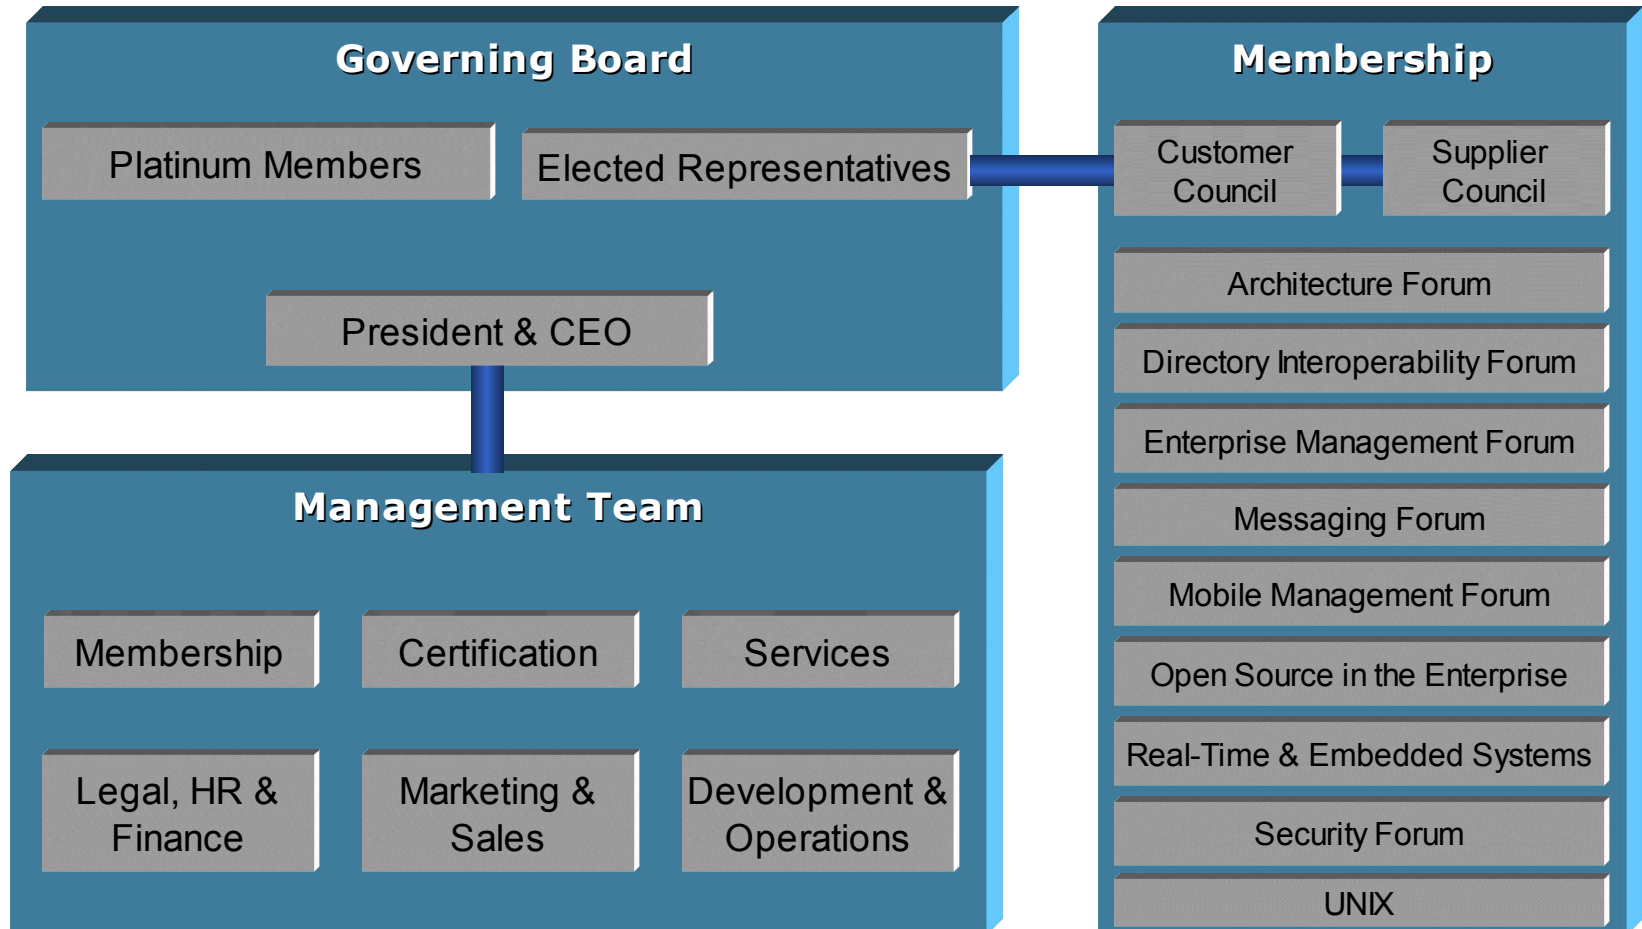 Governing Board
Platinum Members
Elected Representatives
President & CEO
Management Team
Membership
Certification
Services
Legal, HR &
Finance
Marketing &
Sales
Development &
Operations
Membership
Customer
Council
Supplier
Council
Architecture Forum
Directory Interoperability Forum
Enterprise Management Forum
Messaging Forum
Mobile Management Forum
Open Source in the Enterprise
Real-Time & Embedded Systems
Security Forum
UNIX